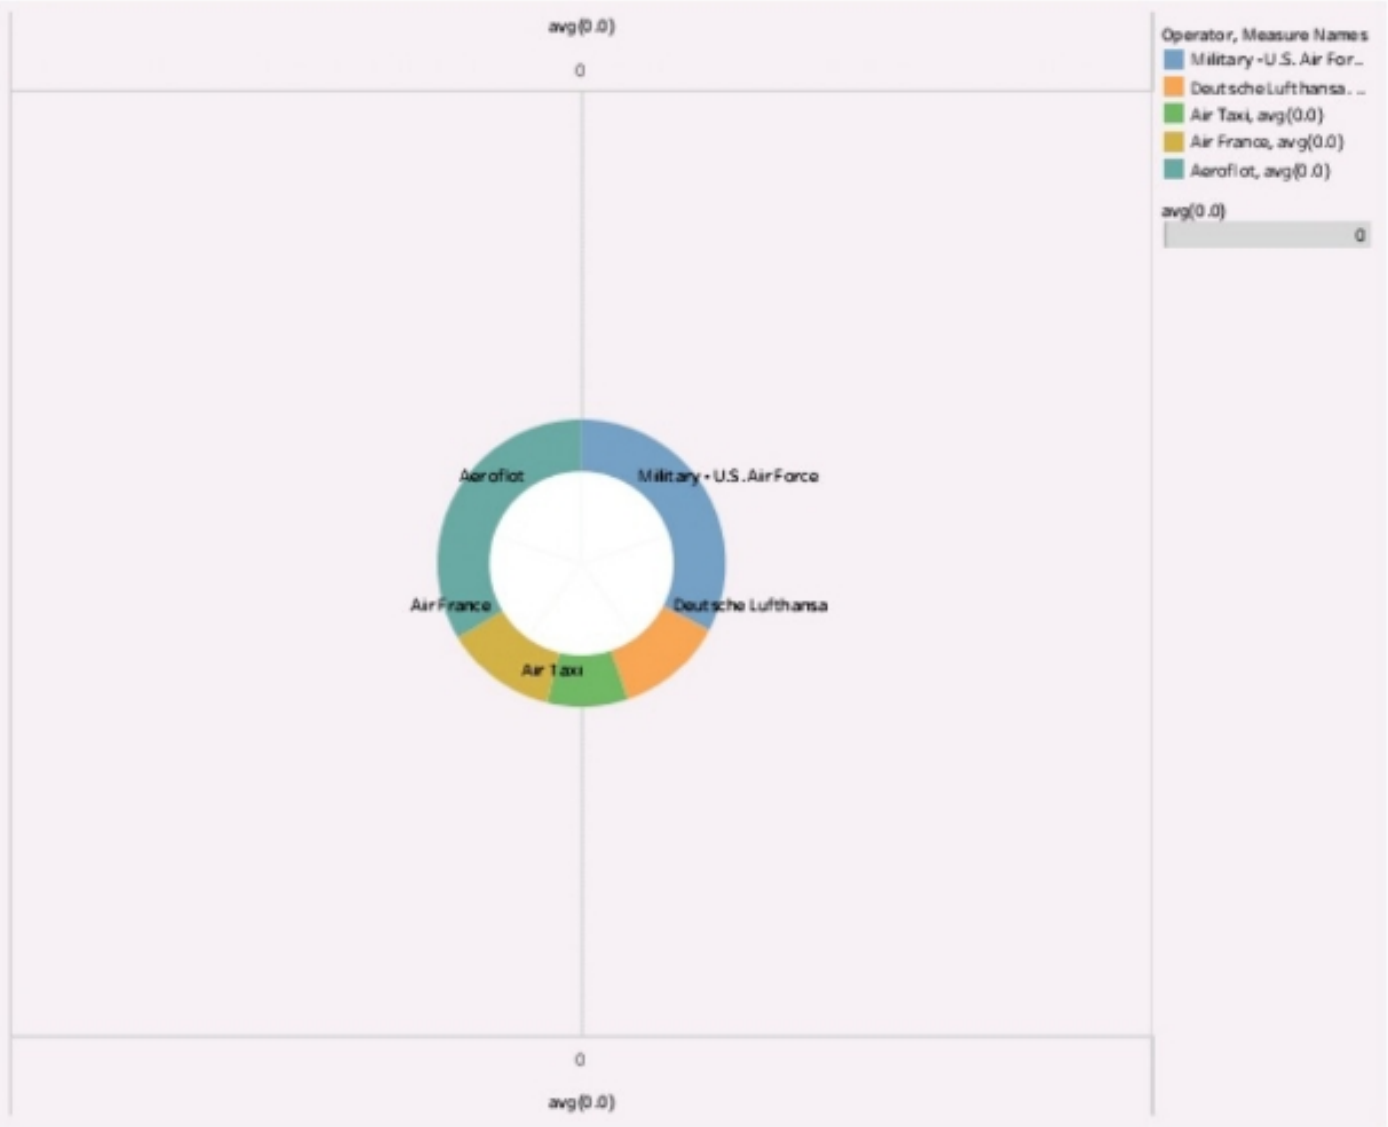 avg(0.0)
0
Operator, Measure Names
Military - U.S. Air For...
Deutsche Lufthansa, ...
Air Taxi, avg(0.0)
Air France, avg(0.0)
Aeroflot, avg(0.0)
avg(0.0)
0
Aeroflot
Military - U.S. Air Force
Air France
Deutsche Lufthansa
Air Taxi
0
avg(0.0)